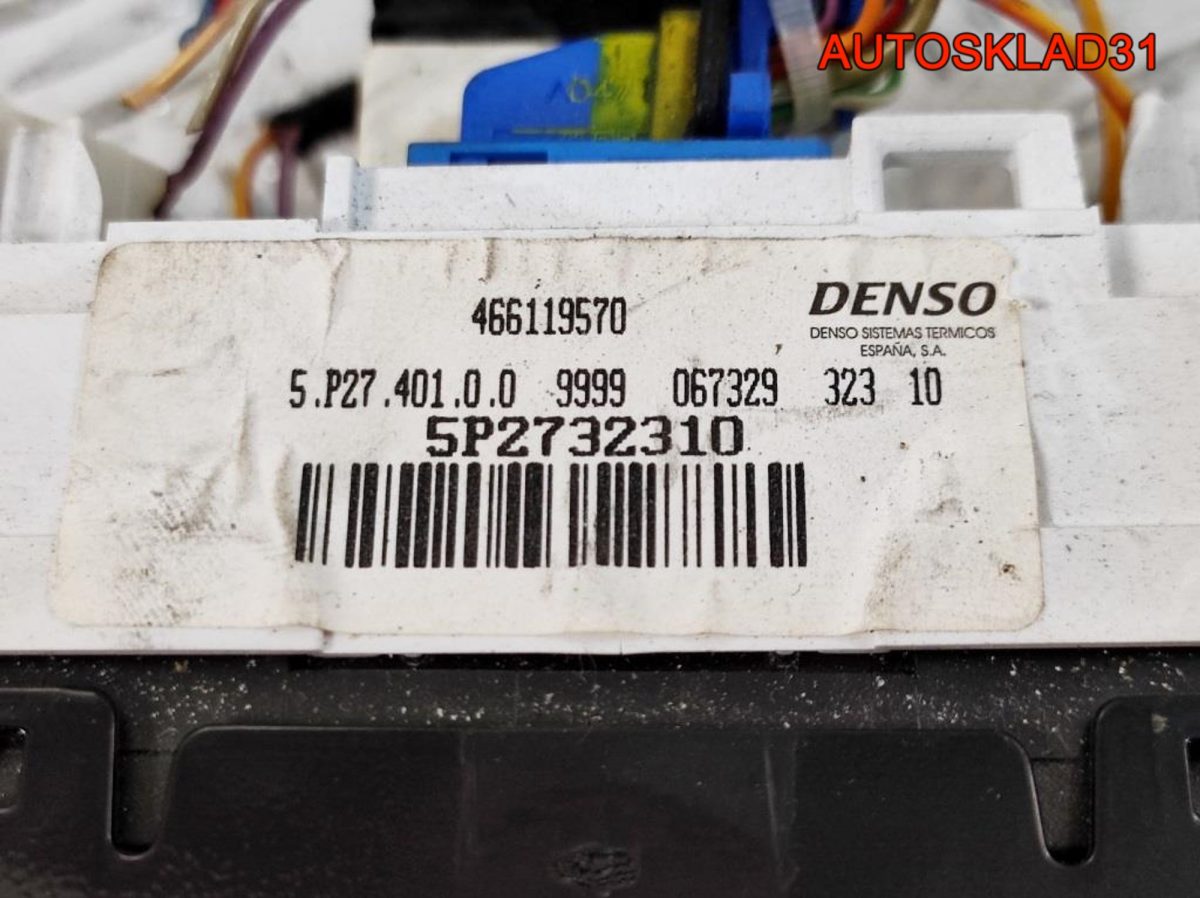 AUTOSKLAD31
466119570
DENSO
DENSO SISTEMAS TERMICOS
ESPAÑA, S.A.
5.P27.401.0.0 9999 067329 323 10
5P2732310